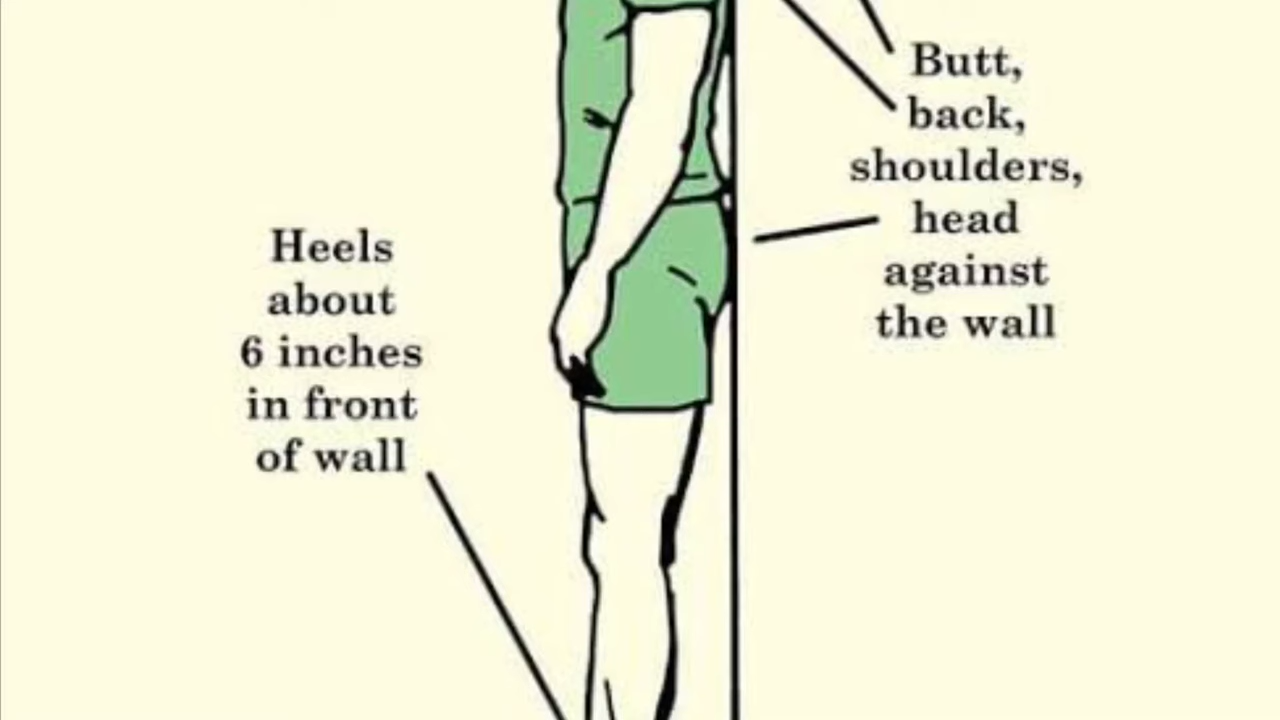 Heels
about
6 inches
in front
of wall
Butt,
back,
shoulders,
head
against
the wall